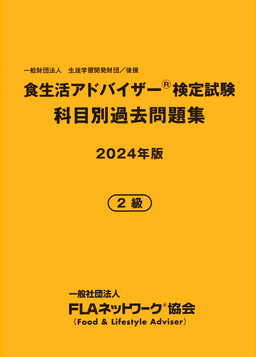 一般財団法人 生涯学習開発財団／後援
食生活アドバイザー®検定試験
科目別過去問題集
2024年版
2級
一般社団法人
FLAネットワーク®協会
(Food & Lifestyle Adviser)